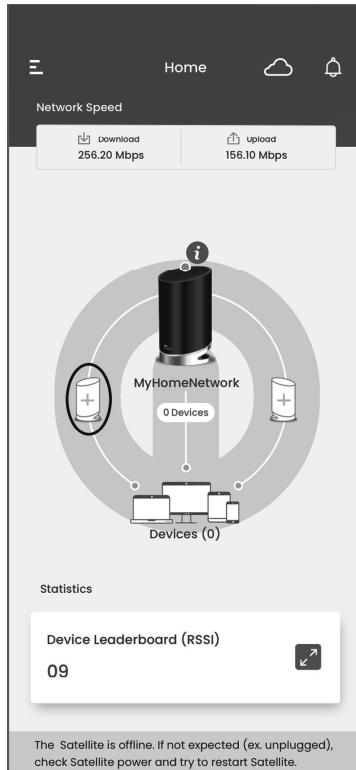 Home
Network Speed
Download
256.20 Mbps
Upload
156.10 Mbps
i
MyHomeNetwork
0 Devices
Devices (0)
Statistics
Device Leaderboard (RSSI)
09
The Satellite is offline. If not expected (ex. unplugged),
check Satellite power and try to restart Satellite.